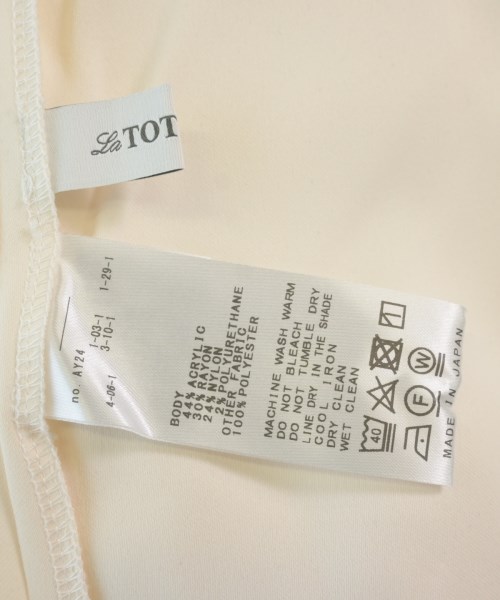 La TOT
no. AY24
1-03-1
1-29-1
3-10-1
4-06-1
BODY
44% ACRYLIC
30% RAYON
24% NYLON
2% POLYURETHANE
OTHER FABRIC
100% POLYESTER
MACHINE WASH WARM
DO NOT BLEACH
DO NOT TUMBLE DRY
LINE DRY IN THE SHADE
COOL IRON
DRY CLEAN
WET CLEAN
40
F
W
MADE IN JAPAN